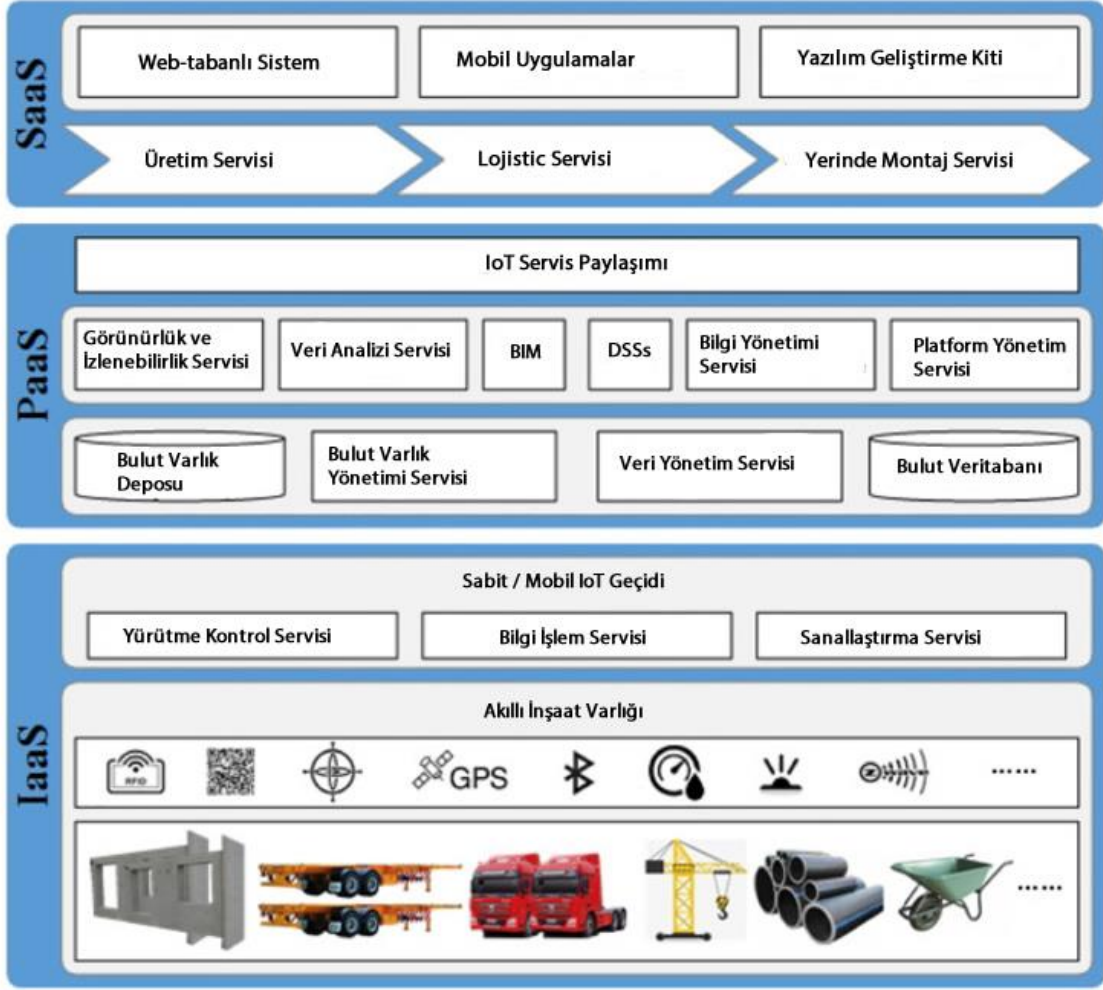 SaaS
Web-tabanlı Sistem
Mobil Uygulamalar
Yazılım Geliştirme Kiti
Üretim Servisi
Lojistic Servisi
Yerinde Montaj Servisi
PaaS
IoT Servis Paylaşımı
Görünürlük ve
İzlenebilirlik Servisi
Veri Analizi Servisi
BIM
DSSs
Bilgi Yönetimi
Servisi
Platform Yönetim
Servisi
Bulut Varlık
Deposu
Bulut Varlık
Yönetimi Servisi
Veri Yönetim Servisi
Bulut Veritabanı
IaaS
Sabit / Mobil IoT Geçidi
Yürütme Kontrol Servisi
Bilgi İşlem Servisi
Sanallaştırma Servisi
Akıllı İnşaat Varlığı
RFID
GPS
......
......